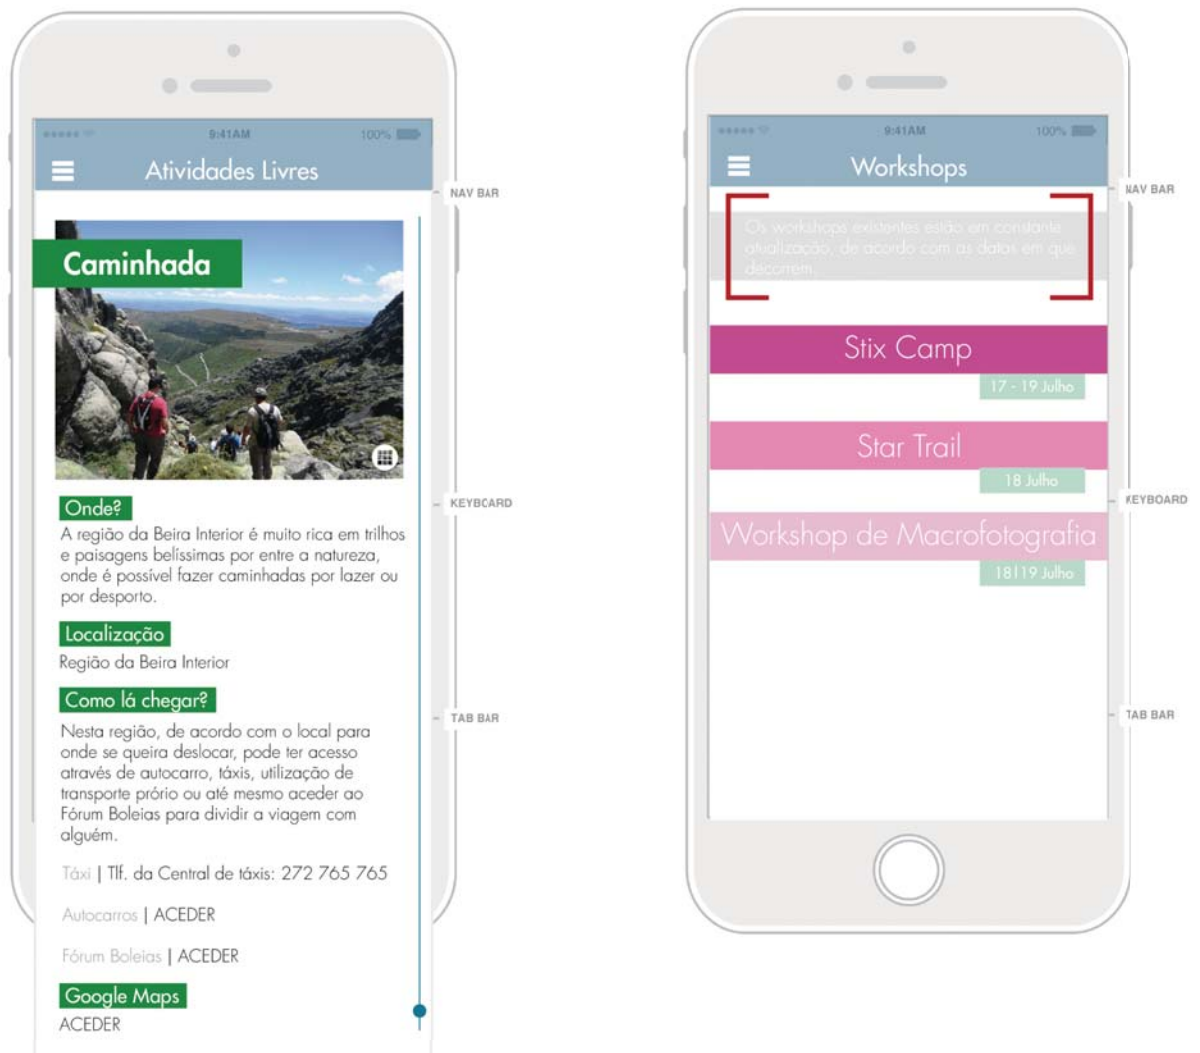 9:41AM
100%
Atividades Livres
NAV BAR
Caminhada
KEYBOARD
Onde?
A região da Beira Interior é muito rica em trilhos
e paisagens belíssimas por entre a natureza,
onde é possível fazer caminhadas por lazer ou
por desporto.
Localização
Região da Beira Interior
Como lá chegar?
TAB BAR
Nesta região, de acordo com o local para
onde se queira deslocar, pode ter acesso
através de autocarro, táxis, utilização de
transporte prório ou até mesmo aceder ao
Fórum Boleias para dividir a viagem com
alguém.
Táxi | Tlf. da Central de táxis: 272 765 765
Autocarros | ACEDER
Fórum Boleias | ACEDER
Google Maps
ACEDER
9:41AM
100%
Workshops
NAV BAR
Os workshops existentes estão em constante
atualização, de acordo com as datas em que
decorrem.
Stix Camp
17 - 19 Julho
Star Trail
18 Julho
KEYBOARD
Workshop de Macrofotografia
18|19 Julho
TAB BAR